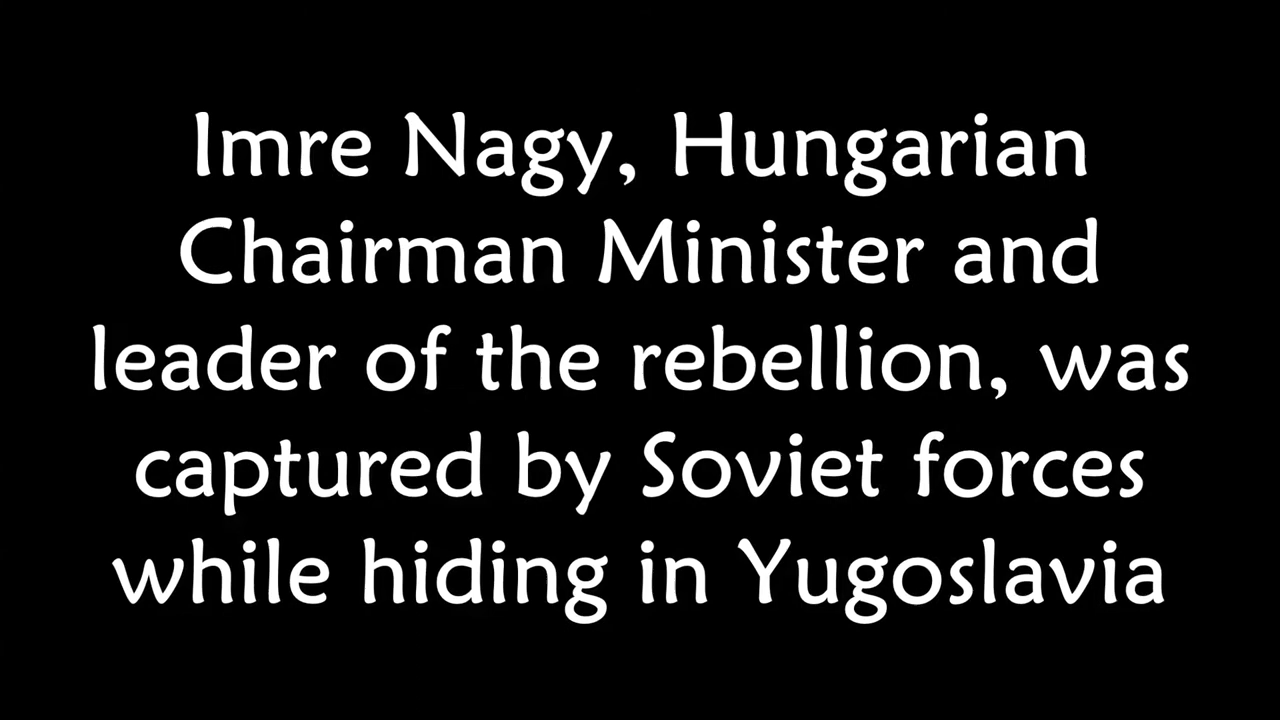 Imre Nagy, Hungarian
Chairman Minister and
leader of the rebellion, was
captured by Soviet forces
while hiding in Yugoslavia